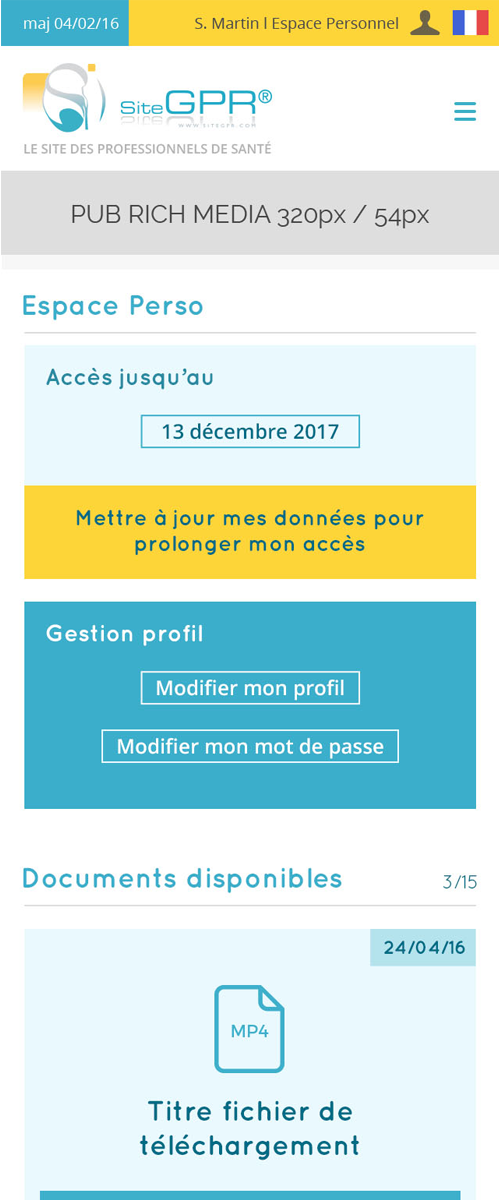 maj 04/02/16
S. Martin l Espace Personnel
SiteGPR®
WWW.SITEGPR.COM
LE SITE DES PROFESSIONNELS DE SANTÉ
PUB RICH MEDIA 320px / 54px
Espace Perso
Accès jusqu'au
13 décembre 2017
Mettre à jour mes données pour
prolonger mon accès
Gestion profil
Modifier mon profil
Modifier mon mot de passe
Documents disponibles
3/15
24/04/16
MP4
Titre fichier de
téléchargement